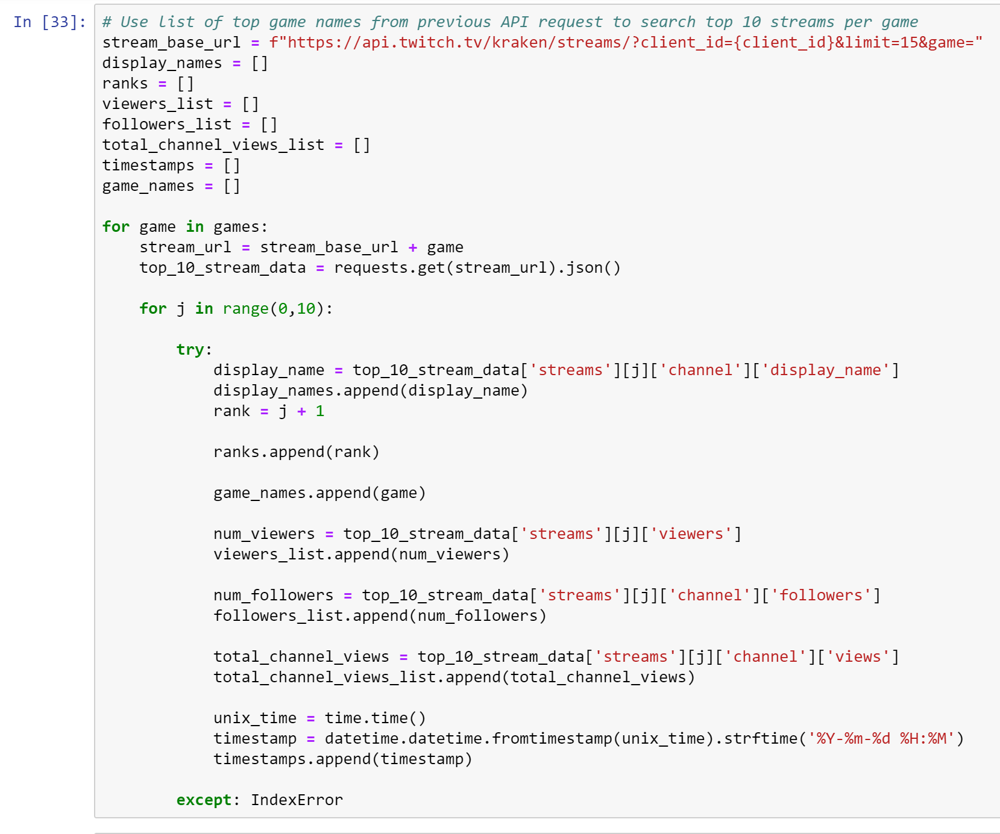 In [33]: # Use list of top game names from previous API request to search top 10 streams per game
stream_base_url = f"https://api.twitch.tv/kraken/streams/?client_id={client_id}&limit=15&game="
display_names = []
ranks = []
viewers_list = []
followers_list = []
total_channel_views_list = []
timestamps = []
game_names = []

for game in games:
    stream_url = stream_base_url + game
    top_10_stream_data = requests.get(stream_url).json()

    for j in range(0,10):

        try:
            display_name = top_10_stream_data['streams'][j]['channel']['display_name']
            display_names.append(display_name)
            rank = j + 1

            ranks.append(rank)

            game_names.append(game)

            num_viewers = top_10_stream_data['streams'][j]['viewers']
            viewers_list.append(num_viewers)

            num_followers = top_10_stream_data['streams'][j]['channel']['followers']
            followers_list.append(num_followers)

            total_channel_views = top_10_stream_data['streams'][j]['channel']['views']
            total_channel_views_list.append(total_channel_views)

            unix_time = time.time()
            timestamp = datetime.datetime.fromtimestamp(unix_time).strftime('%Y-%m-%d %H:%M')
            timestamps.append(timestamp)

        except: IndexError